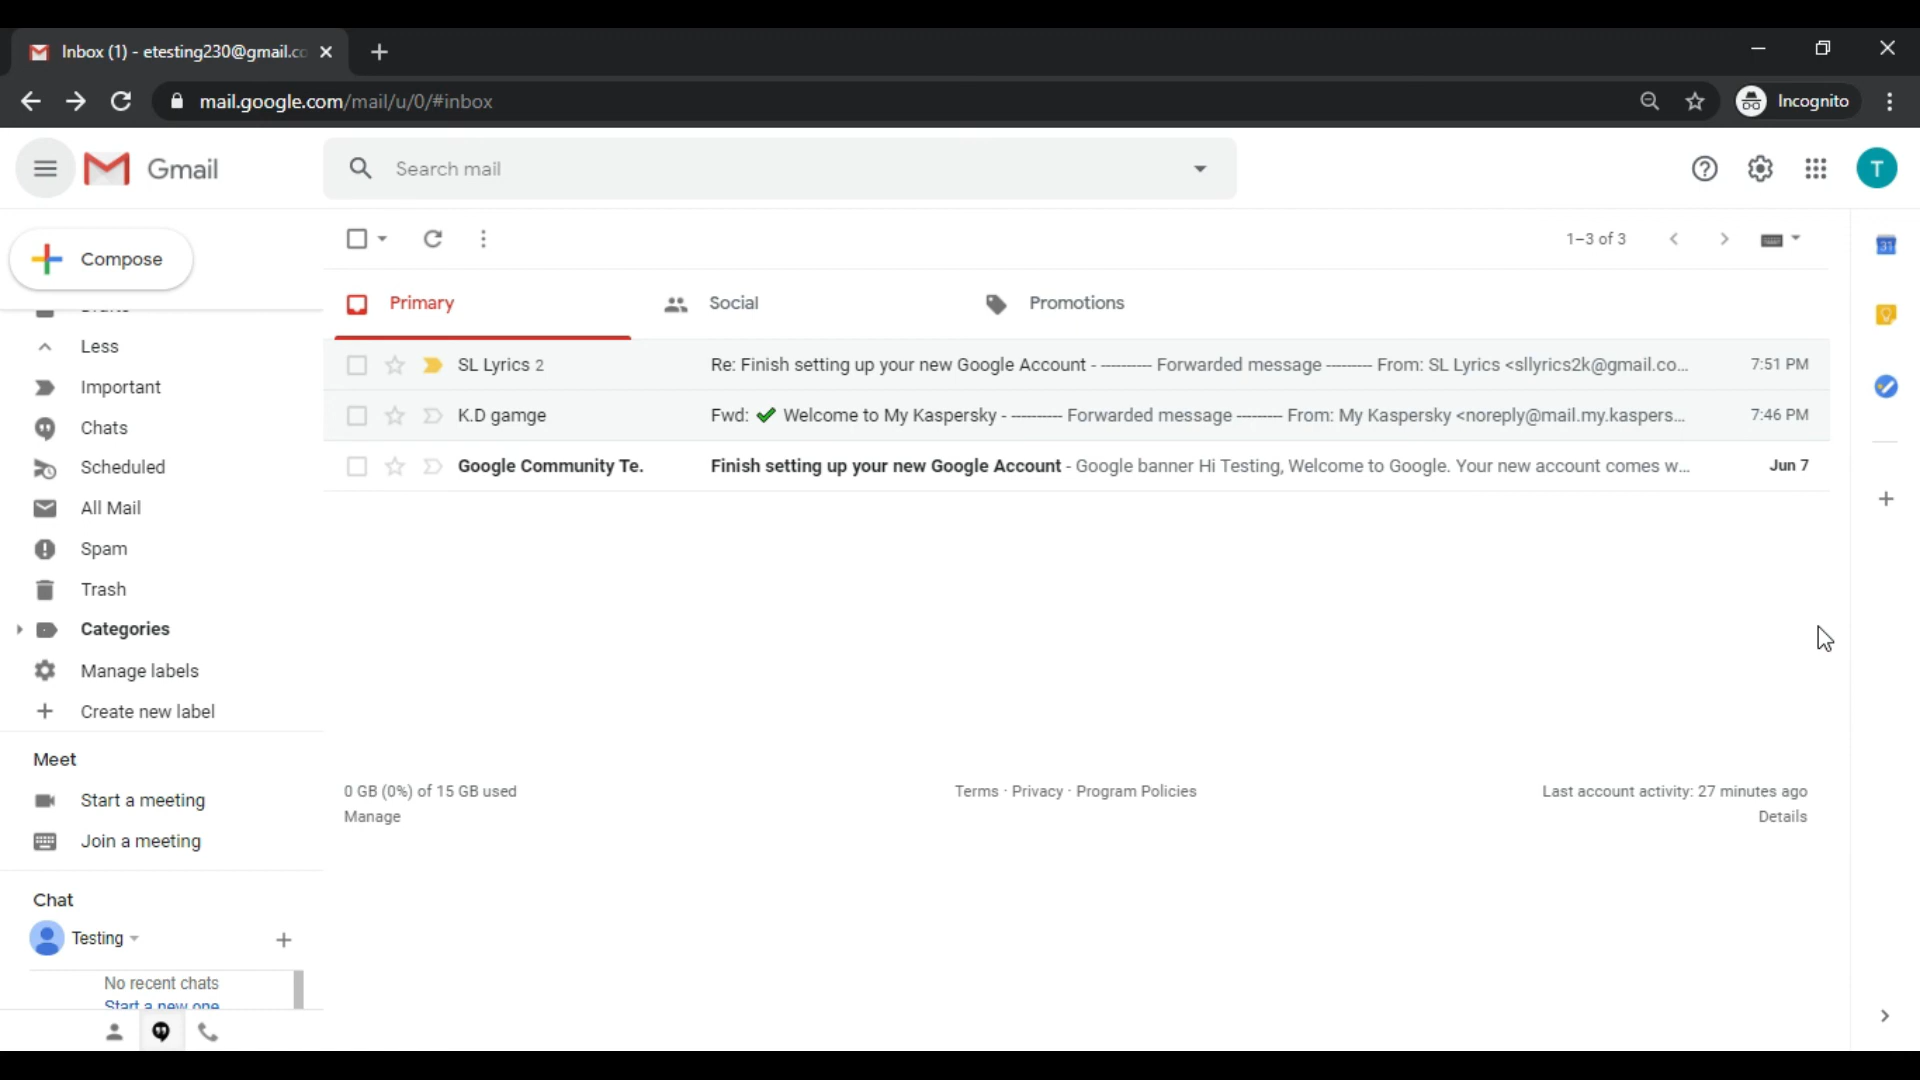 Inbox (1) - etesting230@gmail.co
mail.google.com/mail/u/0/#inbox
Incognito
Gmail
Search mail
T
Compose
1–3 of 3
31
Primary
Social
Promotions
Drafts
Less
Important
Chats
Scheduled
All Mail
Spam
Trash
Categories
Manage labels
Create new label
SL Lyrics 2 Re: Finish setting up your new Google Account - ---------- Forwarded message --------- From: SL Lyrics <sllyrics2k@gmail.co... 7:51 PM
K.D gamge Fwd: ✔ Welcome to My Kaspersky - ---------- Forwarded message --------- From: My Kaspersky <noreply@mail.my.kaspers... 7:46 PM
Google Community Te. Finish setting up your new Google Account - Google banner Hi Testing, Welcome to Google. Your new account comes w... Jun 7
Meet
Start a meeting
Join a meeting
0 GB (0%) of 15 GB used
Manage
Terms · Privacy · Program Policies
Last account activity: 27 minutes ago
Details
Chat
Testing
No recent chats
Start a new one